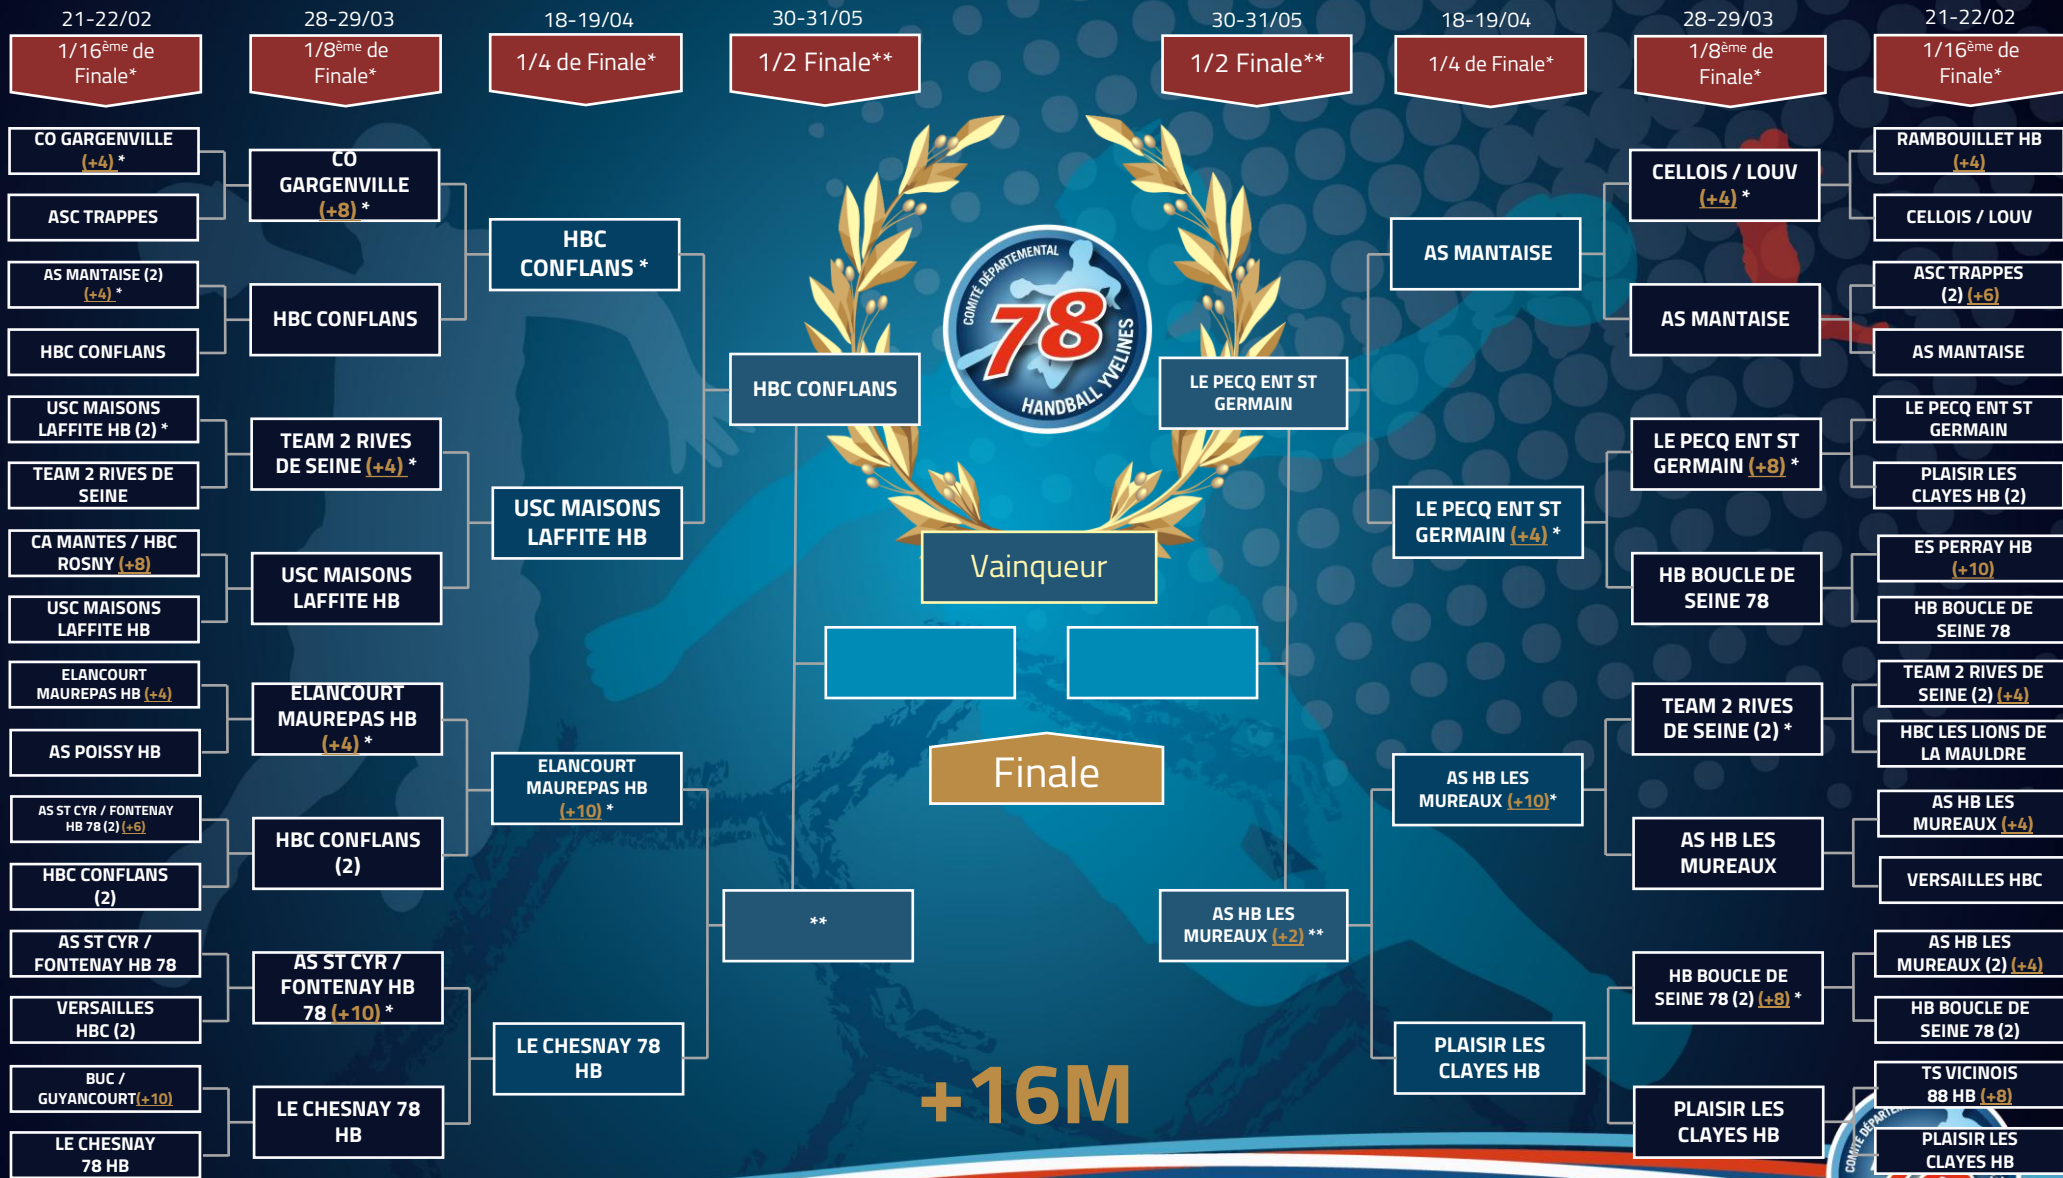 21-22/02
28-29/03
18-19/04
30-31/05
30-31/05
18-19/04
28-29/03
21-22/02
1/16ème de
Finale*
1/8ème de
Finale*
1/4 de Finale*
1/2 Finale**
1/2 Finale**
1/4 de Finale*
1/8ème de
Finale*
1/16ème de
Finale*
CO GARGENVILLE
(+4) *
ASC TRAPPES
AS MANTAISE (2)
(+4) *
HBC CONFLANS
USC MAISONS
LAFFITE HB (2) *
TEAM 2 RIVES DE
SEINE
CA MANTES / HBC
ROSNY (+8)
USC MAISONS
LAFFITE HB
ELANCOURT
MAUREPAS HB (+4)
AS POISSY HB
AS ST CYR / FONTENAY
HB 78 (2) (+6)
HBC CONFLANS
(2)
AS ST CYR /
FONTENAY HB 78
VERSAILLES
HBC (2)
BUC /
GUYANCOURT(+10)
LE CHESNAY
78 HB
CO
GARGENVILLE
(+8) *
HBC CONFLANS
TEAM 2 RIVES
DE SEINE (+4) *
USC MAISONS
LAFFITE HB
ELANCOURT
MAUREPAS HB
(+4) *
HBC CONFLANS
(2)
AS ST CYR /
FONTENAY HB
78 (+10) *
LE CHESNAY 78
HB
HBC
CONFLANS *
USC MAISONS
LAFFITE HB
ELANCOURT
MAUREPAS HB
(+10) *
LE CHESNAY 78
HB
HBC CONFLANS
**
COMITÉ DÉPARTEMENTAL
78
HANDBALL YVELINES
Vainqueur
Finale
+16M
LE PECQ ENT ST
GERMAIN
AS HB LES
MUREAUX (+2) **
AS MANTAISE
LE PECQ ENT ST
GERMAIN (+4) *
AS HB LES
MUREAUX (+10)*
PLAISIR LES
CLAYES HB
CELLOIS / LOUV
(+4) *
AS MANTAISE
LE PECQ ENT ST
GERMAIN (+8) *
HB BOUCLE DE
SEINE 78
TEAM 2 RIVES
DE SEINE (2) *
AS HB LES
MUREAUX
HB BOUCLE DE
SEINE 78 (2) (+8) *
PLAISIR LES
CLAYES HB
RAMBOUILLET HB
(+4)
CELLOIS / LOUV
ASC TRAPPES
(2) (+6)
AS MANTAISE
LE PECQ ENT ST
GERMAIN
PLAISIR LES
CLAYES HB (2)
ES PERRAY HB
(+10)
HB BOUCLE DE
SEINE 78
TEAM 2 RIVES DE
SEINE (2) (+4)
HBC LES LIONS DE
LA MAULDRE
AS HB LES
MUREAUX (+4)
VERSAILLES HBC
AS HB LES
MUREAUX (2) (+4)
HB BOUCLE DE
SEINE 78 (2)
TS VICINOIS
88 HB (+8)
PLAISIR LES
CLAYES HB